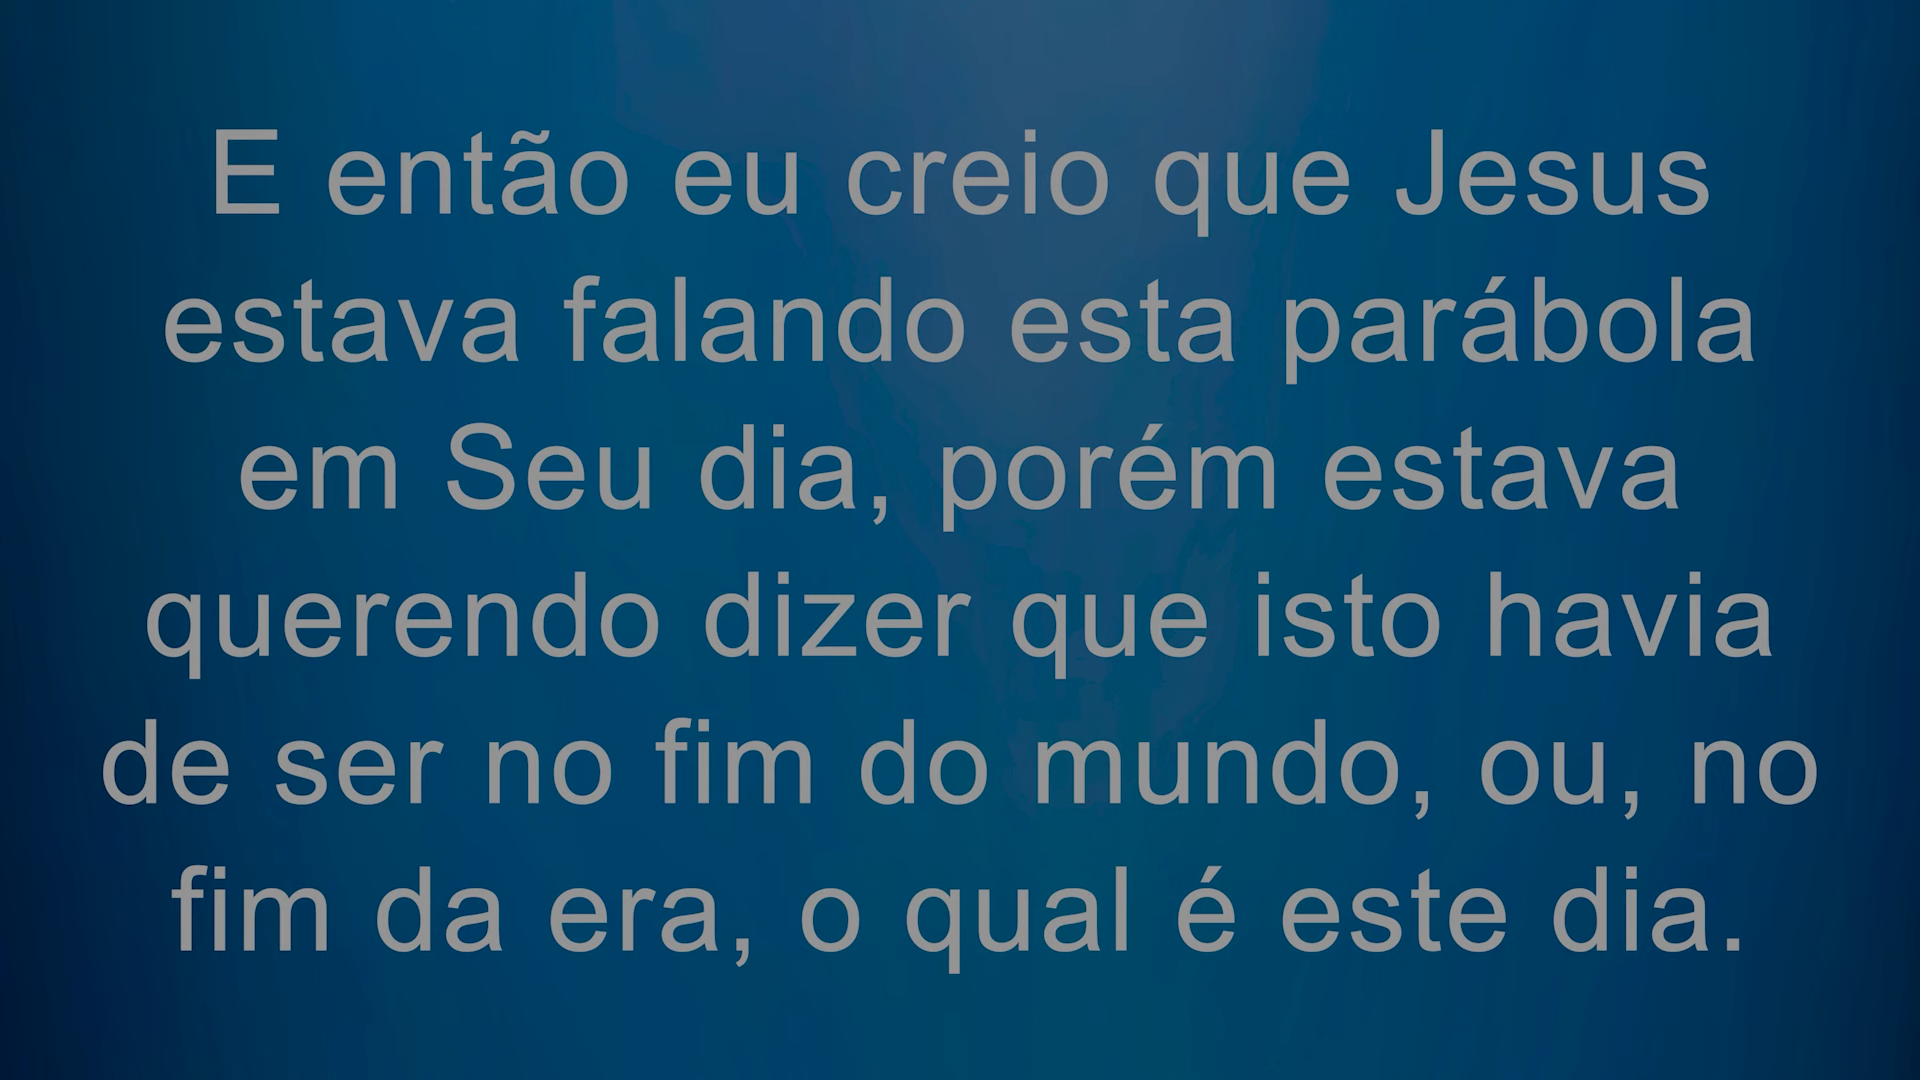 E então eu creio que Jesus
estava falando esta parábola
em Seu dia, porém estava
querendo dizer que isto havia
de ser no fim do mundo, ou, no
fim da era, o qual é este dia.